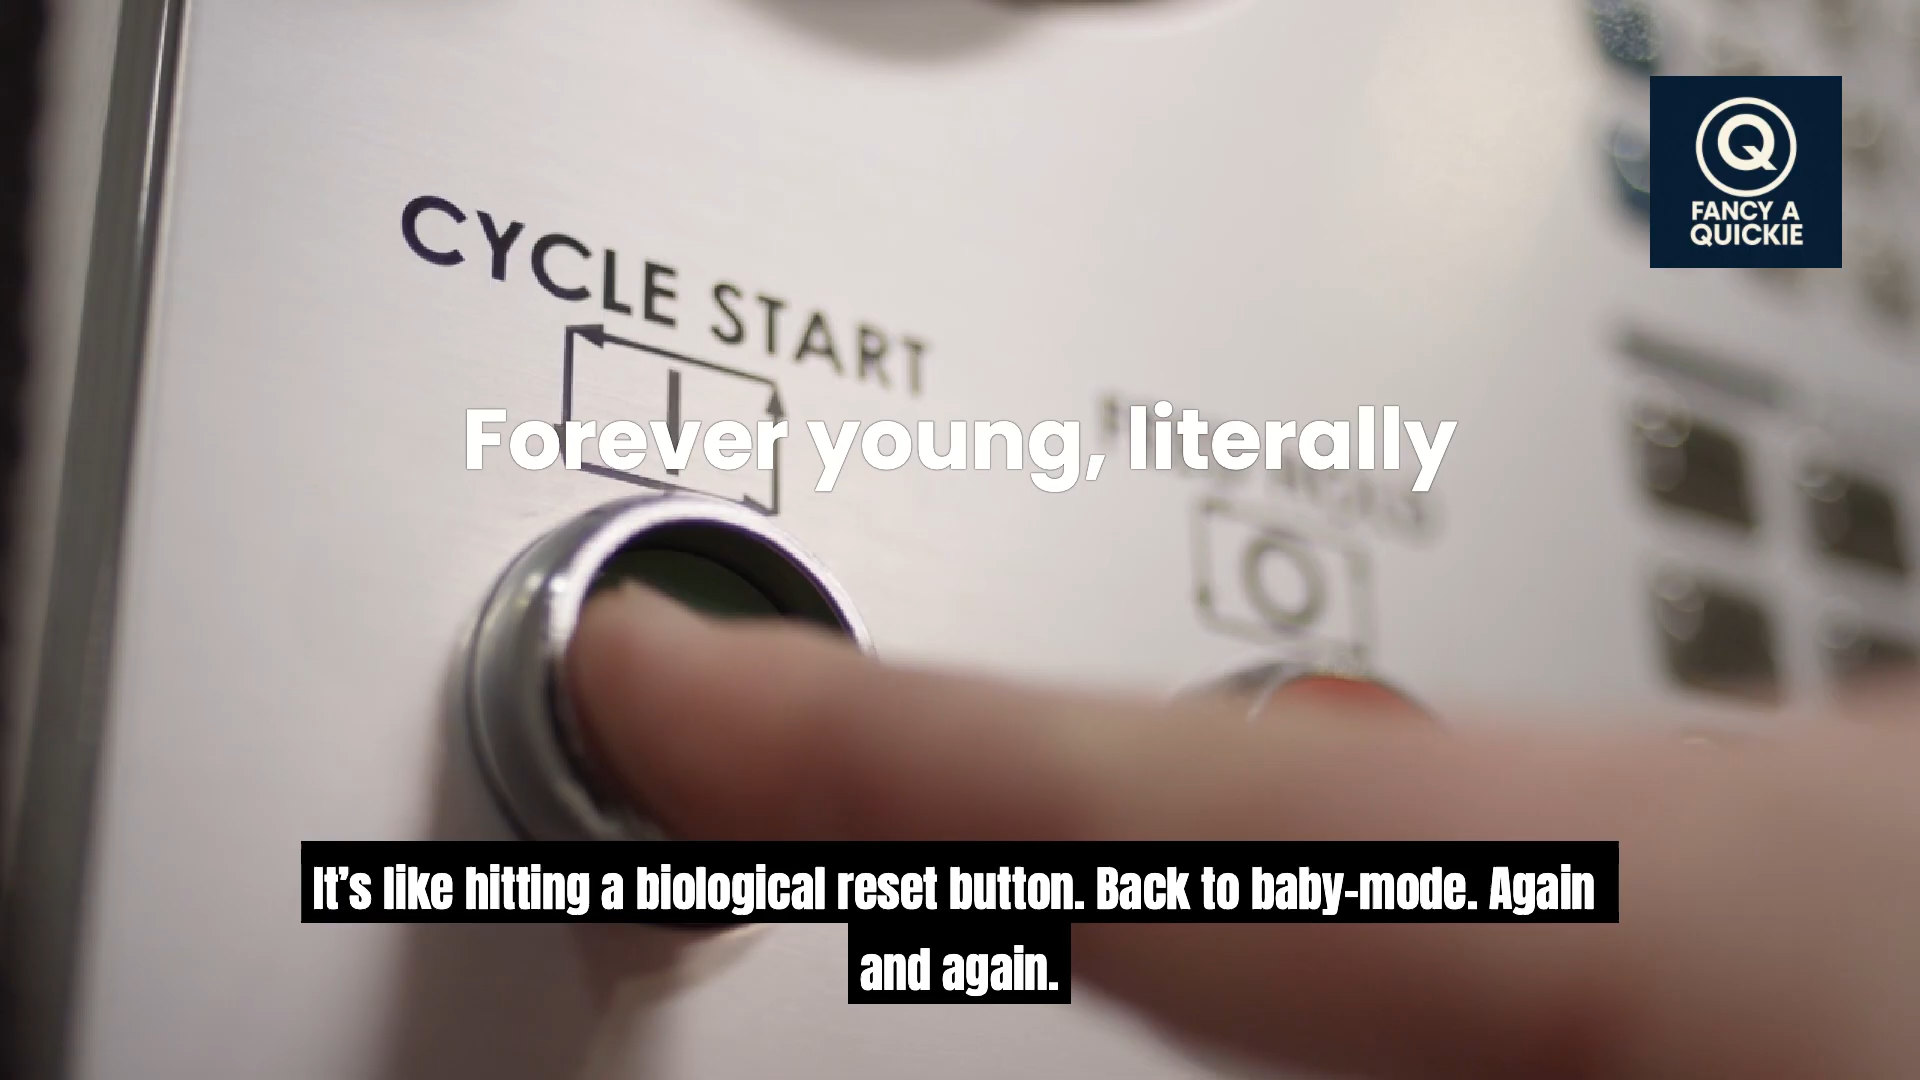 CYCLE START
Forever young, literally
Q
FANCY A
QUICKIE
It's like hitting a biological reset button. Back to baby-mode. Again
and again.